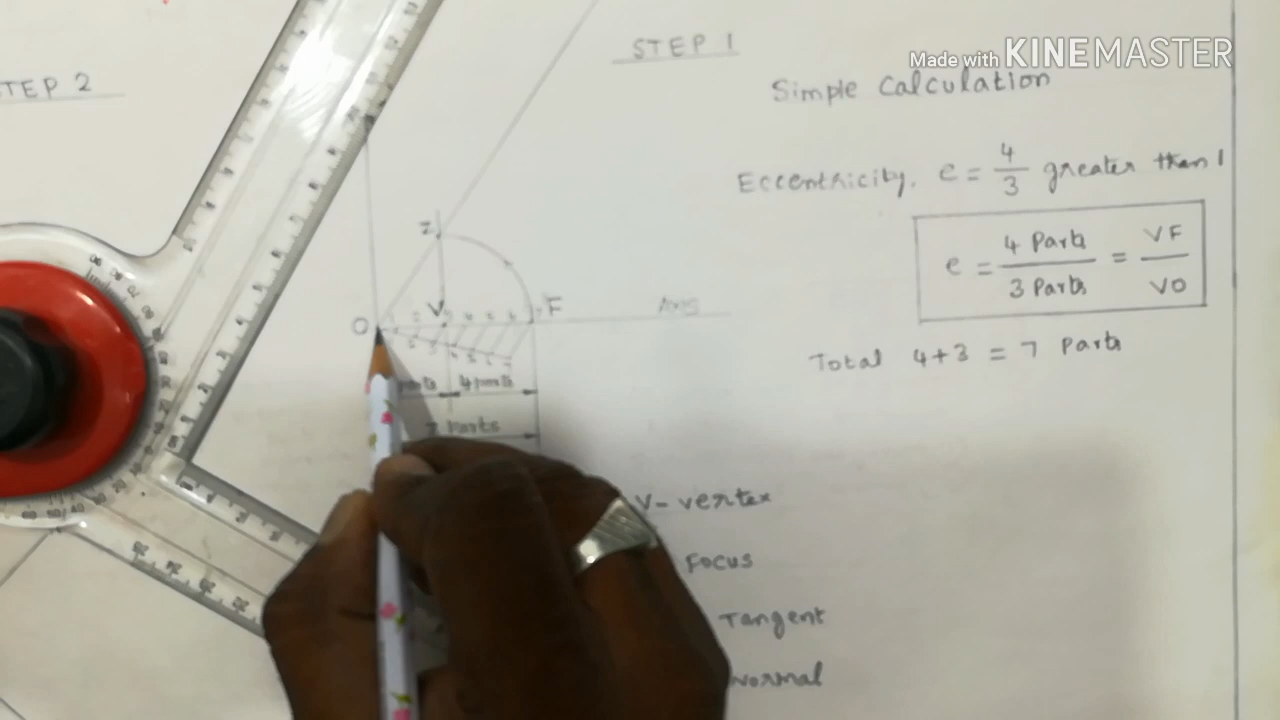 Made with KINEMASTER
STEP 1
TEP 2
Simple Calculation
Eccentricity, e = 4/3 greater than 1
e = 4 Parts / 3 Parts = VF / VO
Total 4+3 = 7 Parts
Z
V
O
F
Axis
4 parts
7 Parts
V - Vertex
Focus
Tangent
Normal